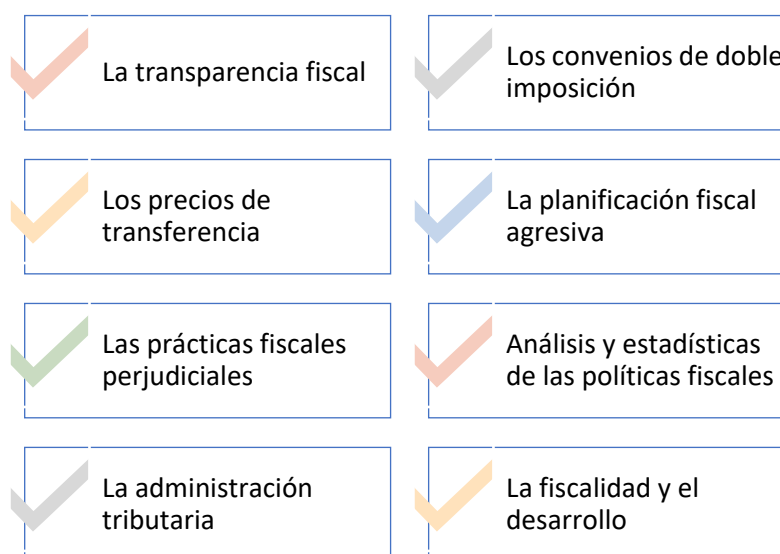 La transparencia fiscal
Los convenios de doble
imposición
Los precios de
transferencia
La planificación fiscal
agresiva
Las prácticas fiscales
perjudiciales
Análisis y estadísticas
de las políticas fiscales
La administración
tributaria
La fiscalidad y el
desarrollo